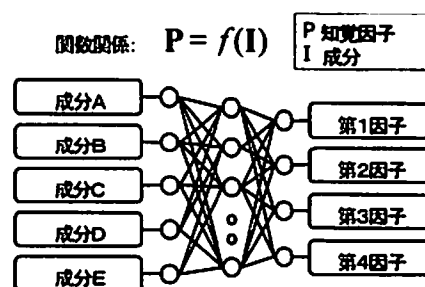 関数関係: P = f(I)
P 知覚因子
I 成分
成分A
成分B
成分C
成分D
成分E
第1因子
第2因子
第3因子
第4因子